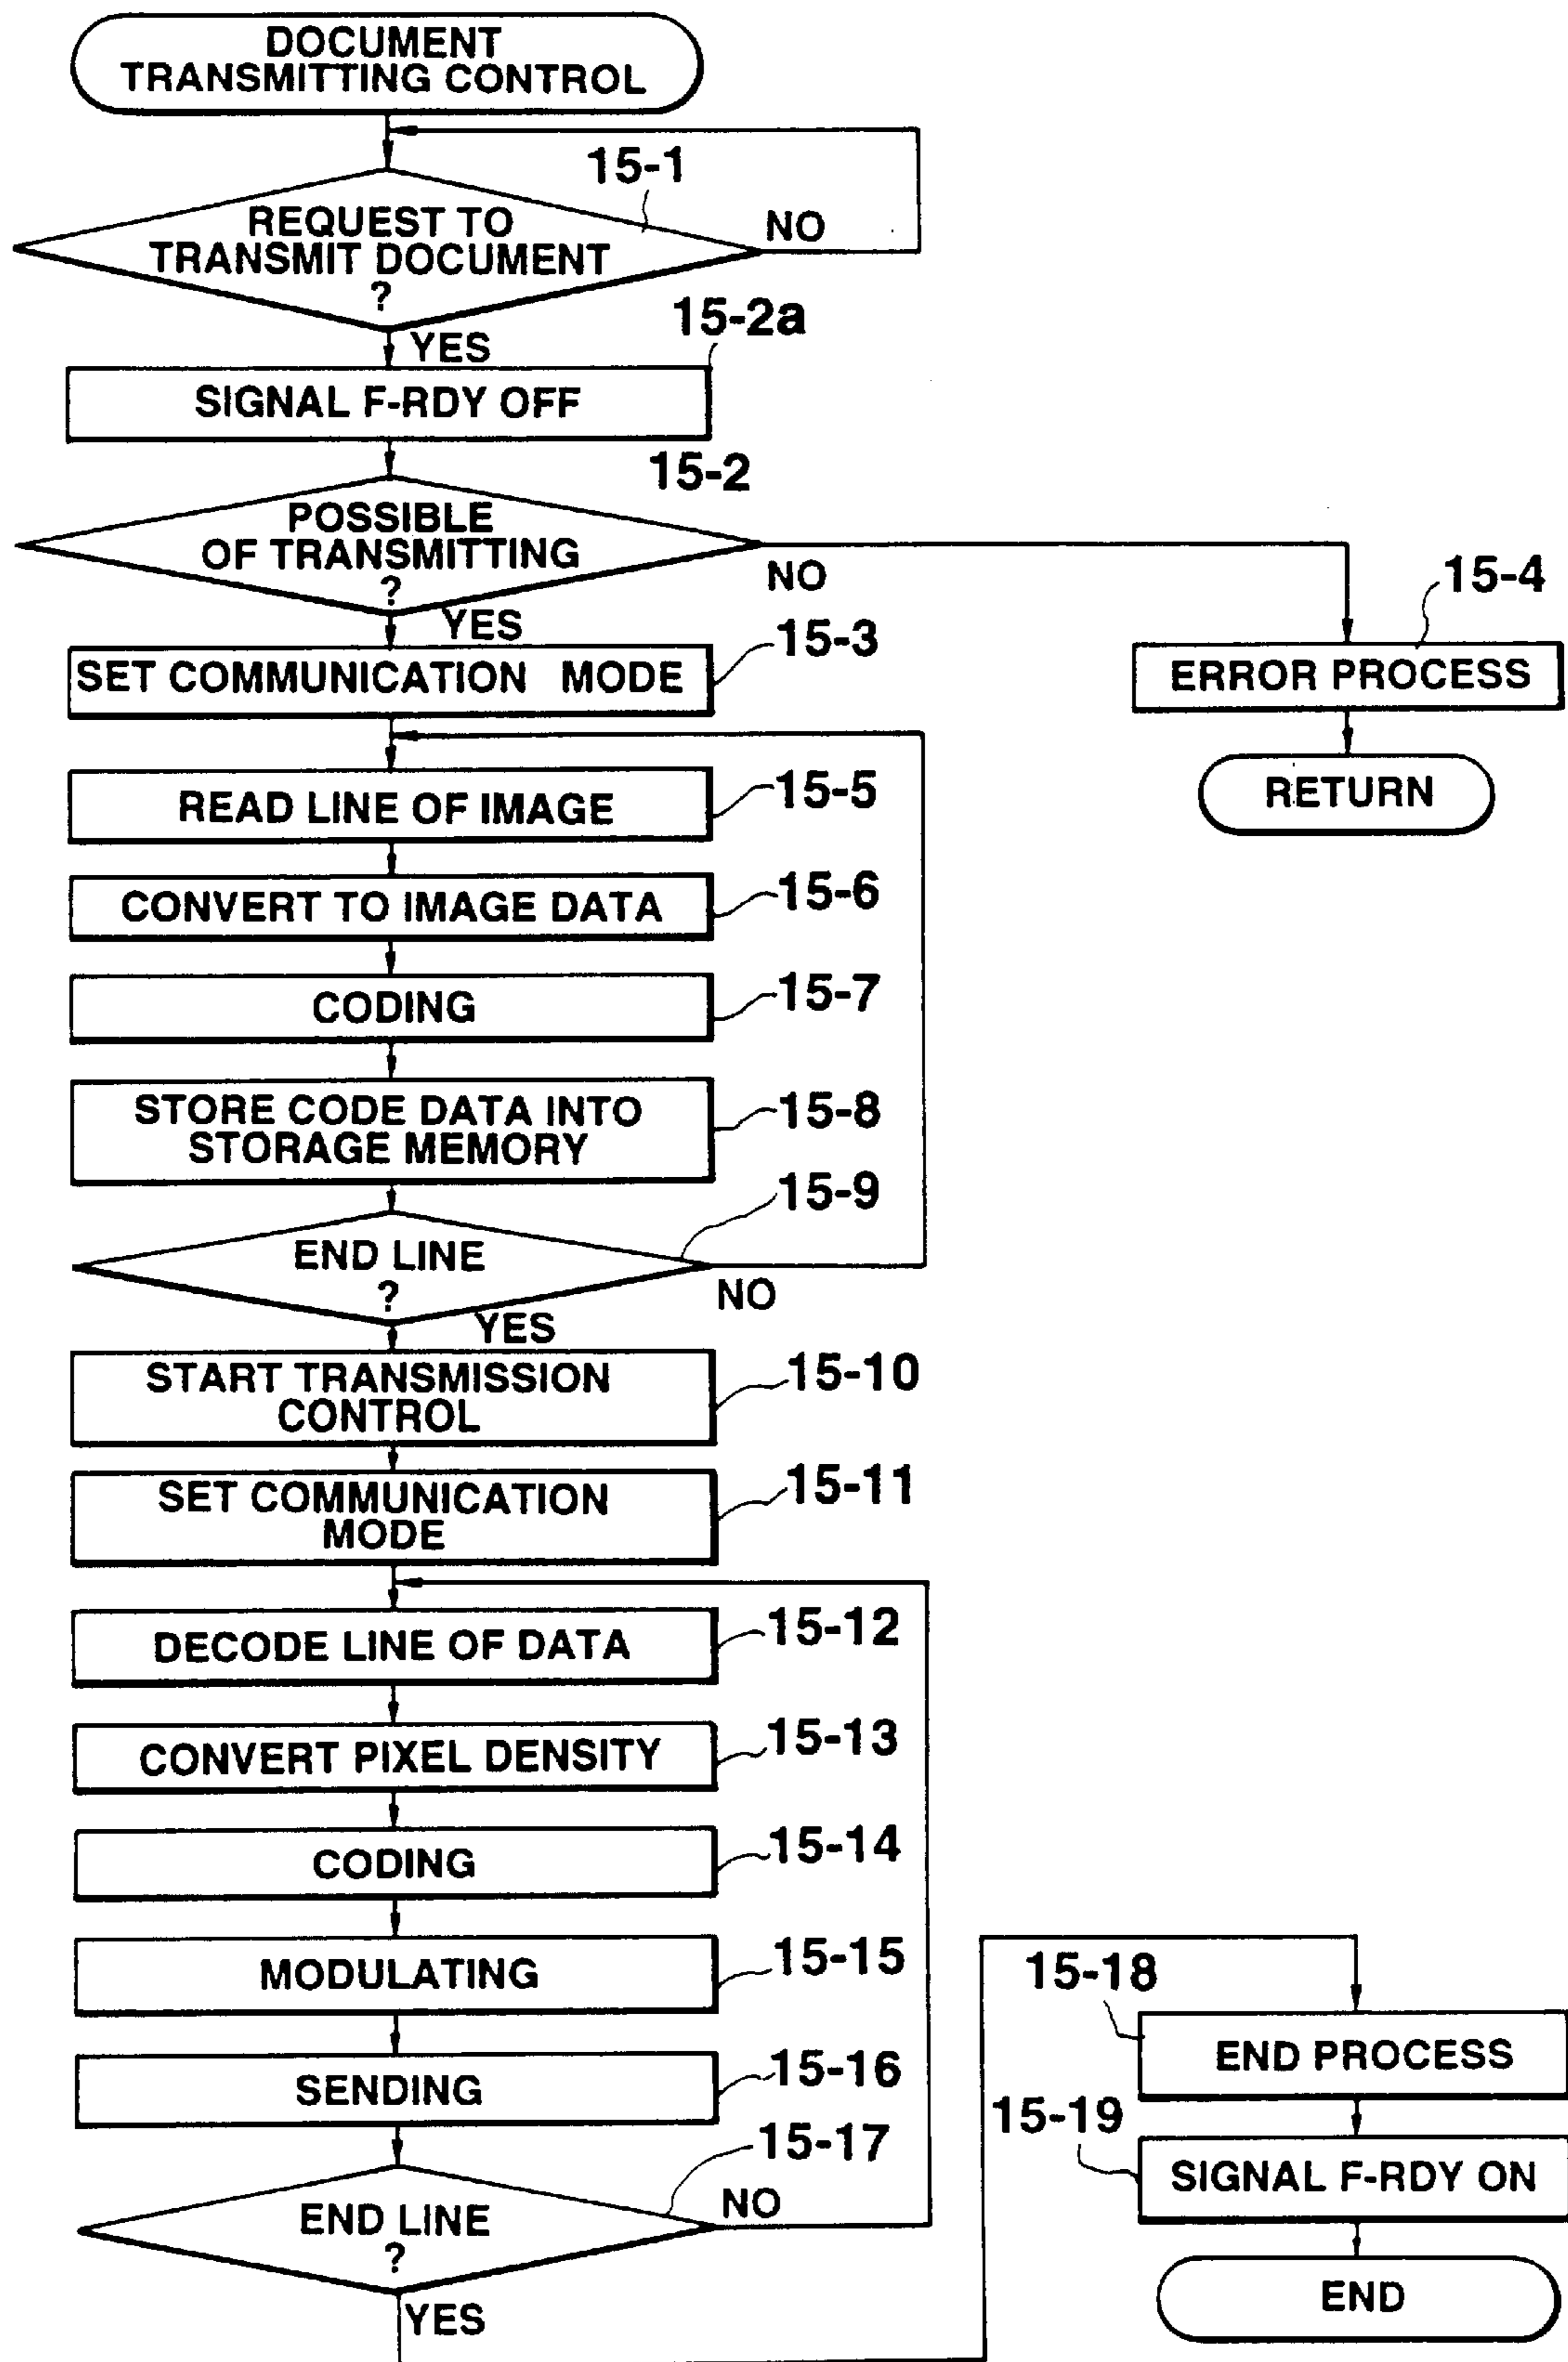 DOCUMENT
TRANSMITTING CONTROL
15-1
REQUEST TO
TRANSMIT DOCUMENT
?
NO
YES
15-2a
SIGNAL F-RDY OFF
15-2
POSSIBLE
OF TRANSMITTING
?
NO
YES
15-3
SET COMMUNICATION MODE
15-4
ERROR PROCESS
RETURN
READ LINE OF IMAGE
15-5
CONVERT TO IMAGE DATA
15-6
CODING
15-7
STORE CODE DATA INTO
STORAGE MEMORY
15-8
15-9
END LINE
?
NO
YES
START TRANSMISSION
CONTROL
15-10
SET COMMUNICATION
MODE
15-11
DECODE LINE OF DATA
15-12
CONVERT PIXEL DENSITY
15-13
CODING
15-14
MODULATING
15-15
SENDING
15-16
15-17
END LINE
?
NO
YES
15-18
END PROCESS
15-19
SIGNAL F-RDY ON
END